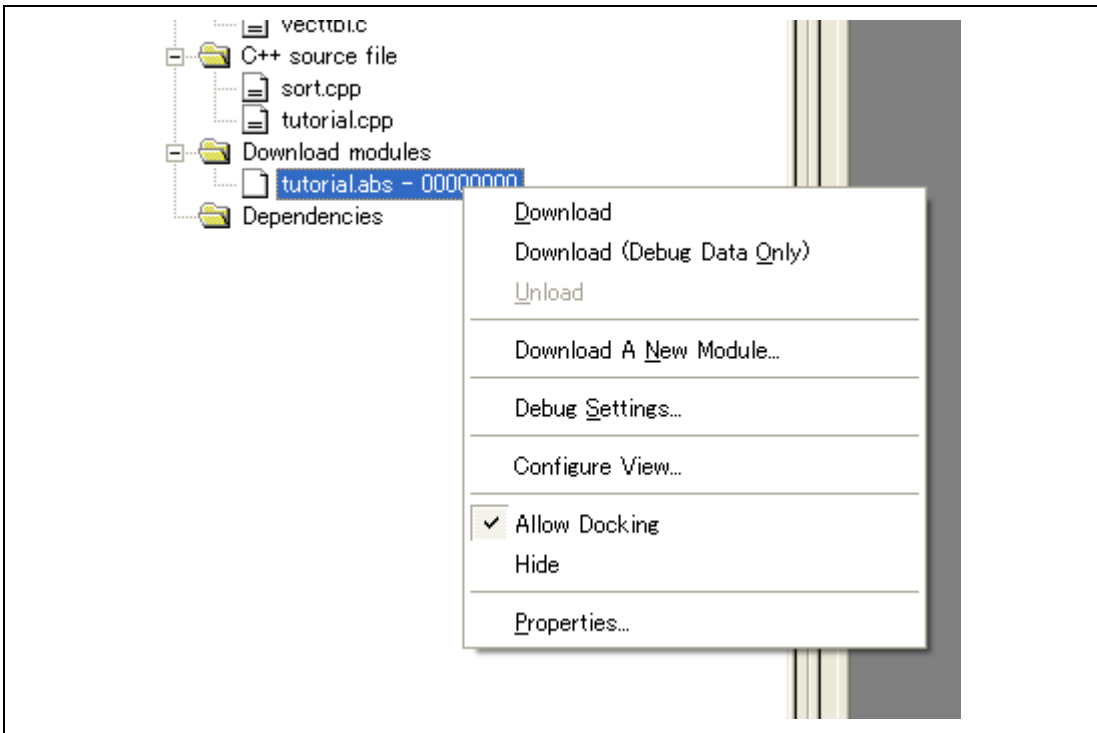 vecttbl.c
C++ source file
sort.cpp
tutorial.cpp
Download modules
tutorial.abs - 00000000
Dependencies
Download
Download (Debug Data Only)
Unload
Download A New Module...
Debug Settings...
Configure View...
Allow Docking
Hide
Properties...